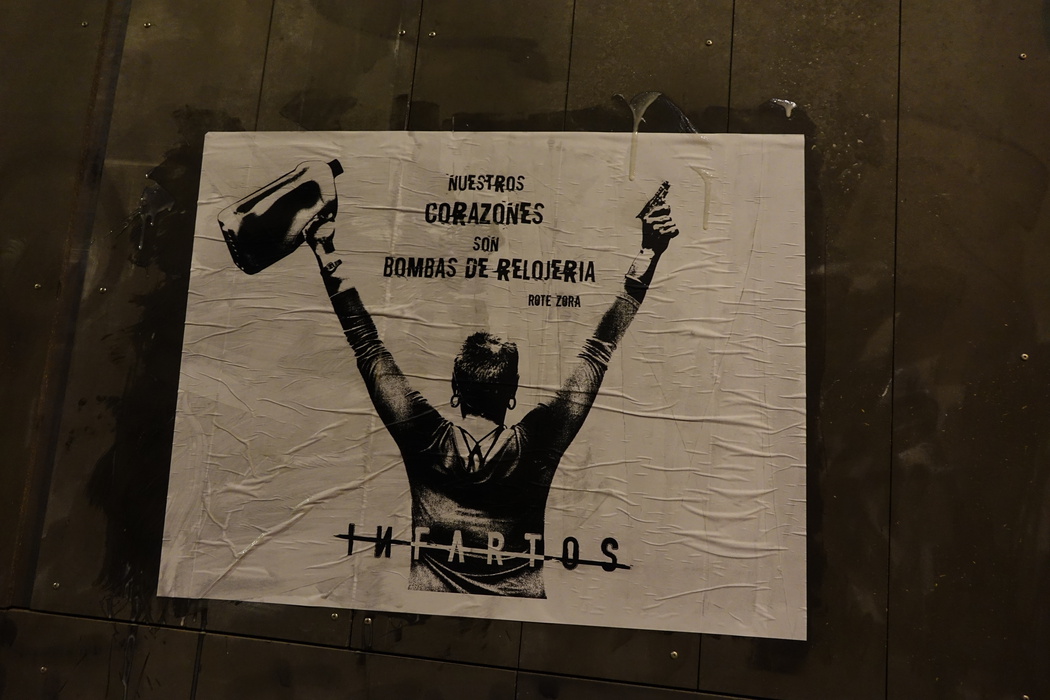 NUESTROS
CORAZONES
SON
BOMBAS DE RELOJERIA
ROTE ZORA
INFARTOS